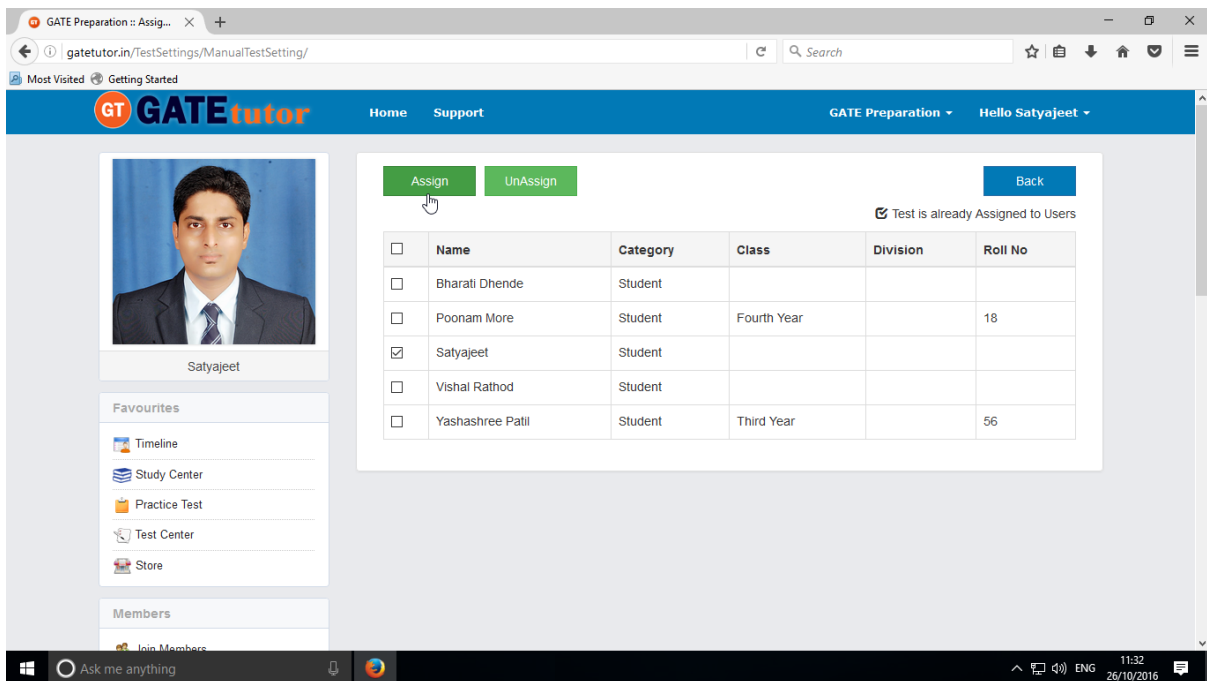 GATE Preparation :: Assig...
gatetutor.in/TestSettings/ManualTestSetting/
Search
Most Visited Getting Started
GT GATEtutor Home Support GATE Preparation Hello Satyajeet
Assign UnAssign Back
Test is already Assigned to Users
Name Category Class Division Roll No
Bharati Dhende Student
Poonam More Student Fourth Year 18
Satyajeet Student
Vishal Rathod Student
Yashashree Patil Student Third Year 56
Satyajeet
Favourites
Timeline
Study Center
Practice Test
Test Center
Store
Members
Join Members
Ask me anything
ENG
11:32
26/10/2016